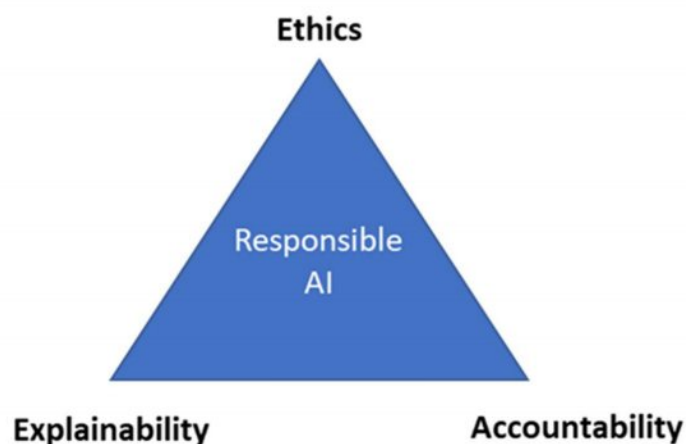 Ethics
Responsible
AI
Explainability
Accountability